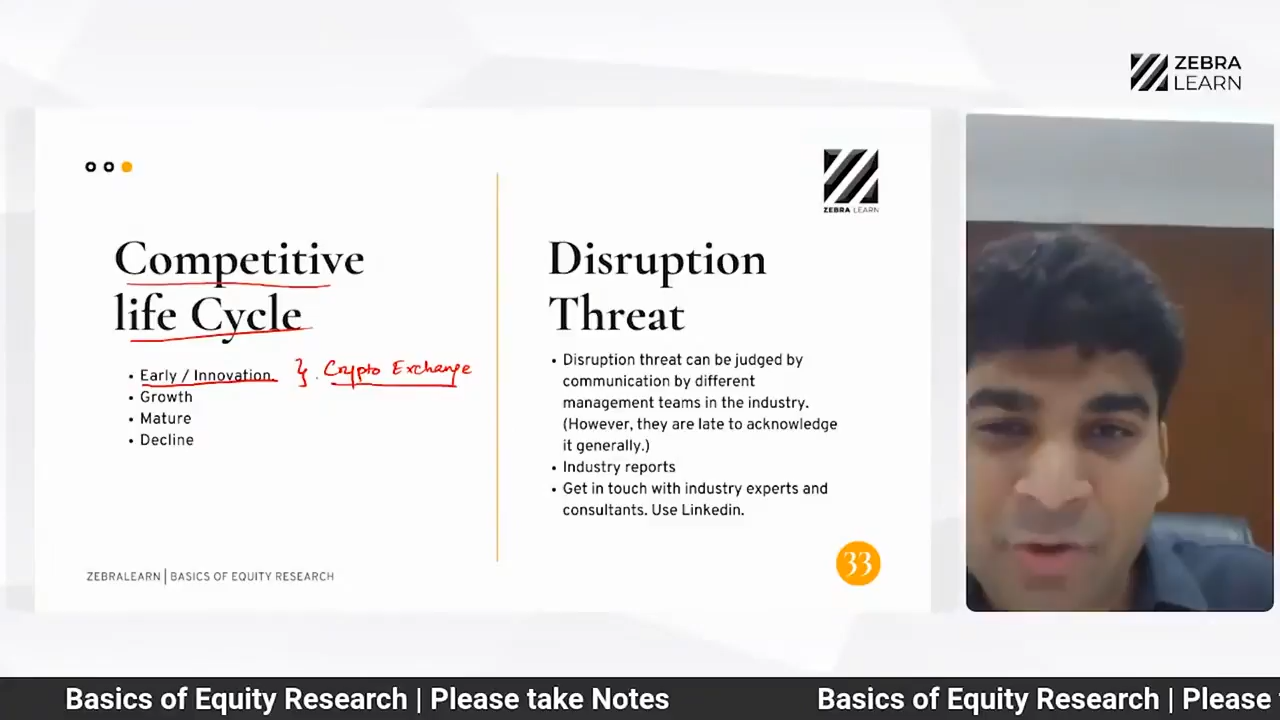 ZEBRA
LEARN
ZEBRA LEARN
Competitive
life Cycle
• Early / Innovation } Crypto Exchange
• Growth
• Mature
• Decline
Disruption
Threat
• Disruption threat can be judged by
communication by different
management teams in the industry.
(However, they are late to acknowledge
it generally.)
• Industry reports
• Get in touch with industry experts and
consultants. Use Linkedin.
ZEBRALEARN | BASICS OF EQUITY RESEARCH
33
Basics of Equity Research | Please take Notes
Basics of Equity Research | Please